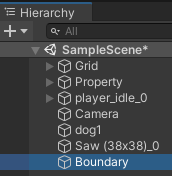 Hierarchy
All
SampleScene*
Grid
Property
player_idle_0
Camera
dog1
Saw (38x38)_0
Boundary